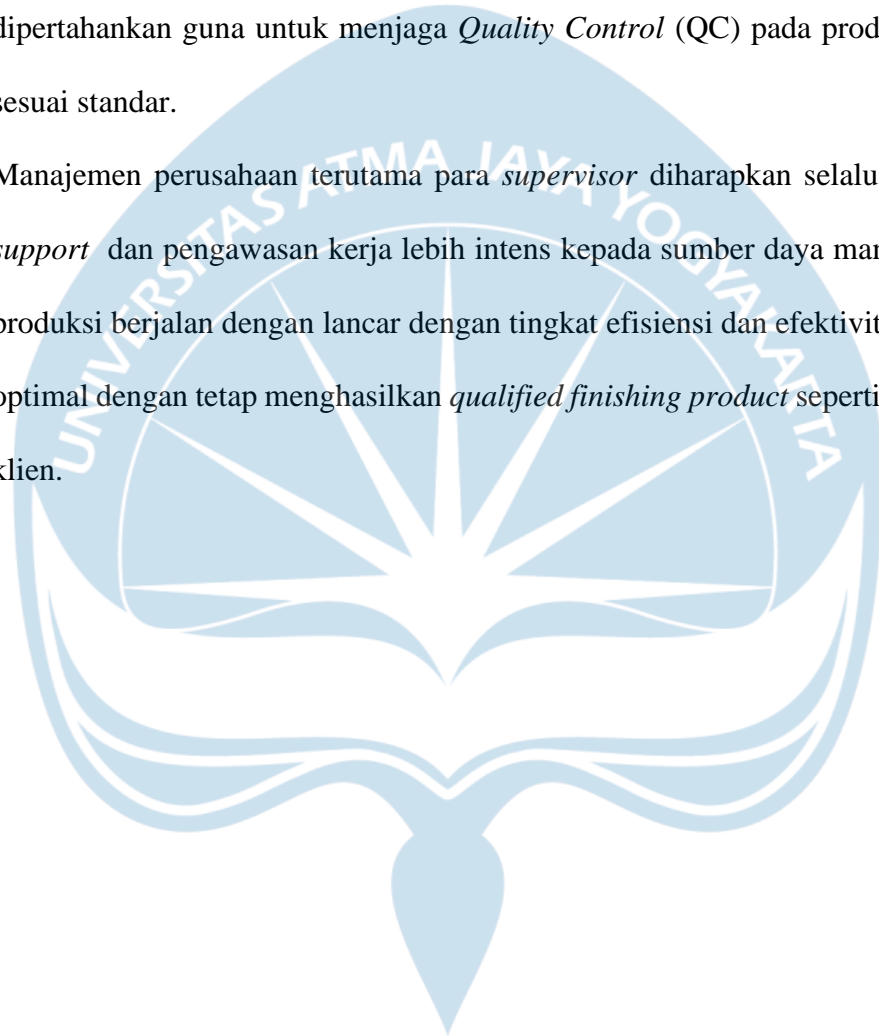 dipertahankan guna untuk menjaga Quality Control (QC) pada prod
sesuai standar.
UNIVERSITAS ATMA JAYA YOGYAKARTA
Manajemen perusahaan terutama para supervisor diharapkan selalu
support dan pengawasan kerja lebih intens kepada sumber daya man
produksi berjalan dengan lancar dengan tingkat efisiensi dan efektivit
optimal dengan tetap menghasilkan qualified finishing product seperti
klien.